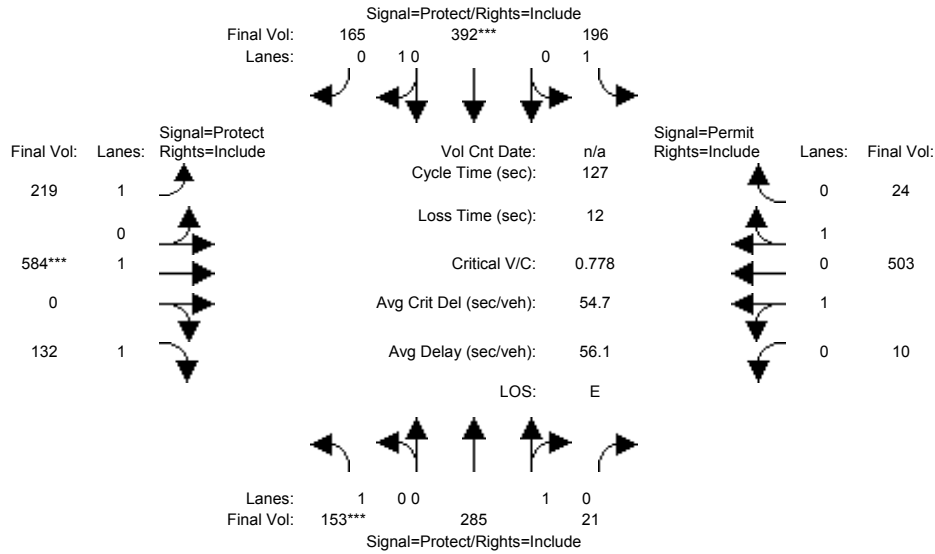 Signal=Protect/Rights=Include
Final Vol: 165 392*** 196
Lanes: 0 1 0 0 1
Signal=Protect
Final Vol: Lanes: Rights=Include
Vol Cnt Date: n/a
Signal=Permit
Rights=Include Lanes: Final Vol:
Cycle Time (sec): 127
219 1
0 24
Loss Time (sec): 12
0
1
584*** 1
Critical V/C: 0.778
0 503
0
Avg Crit Del (sec/veh): 54.7
1
132 1
Avg Delay (sec/veh): 56.1
0 10
LOS: E
Lanes: 1 0 0 1 0
Final Vol: 153*** 285 21
Signal=Protect/Rights=Include